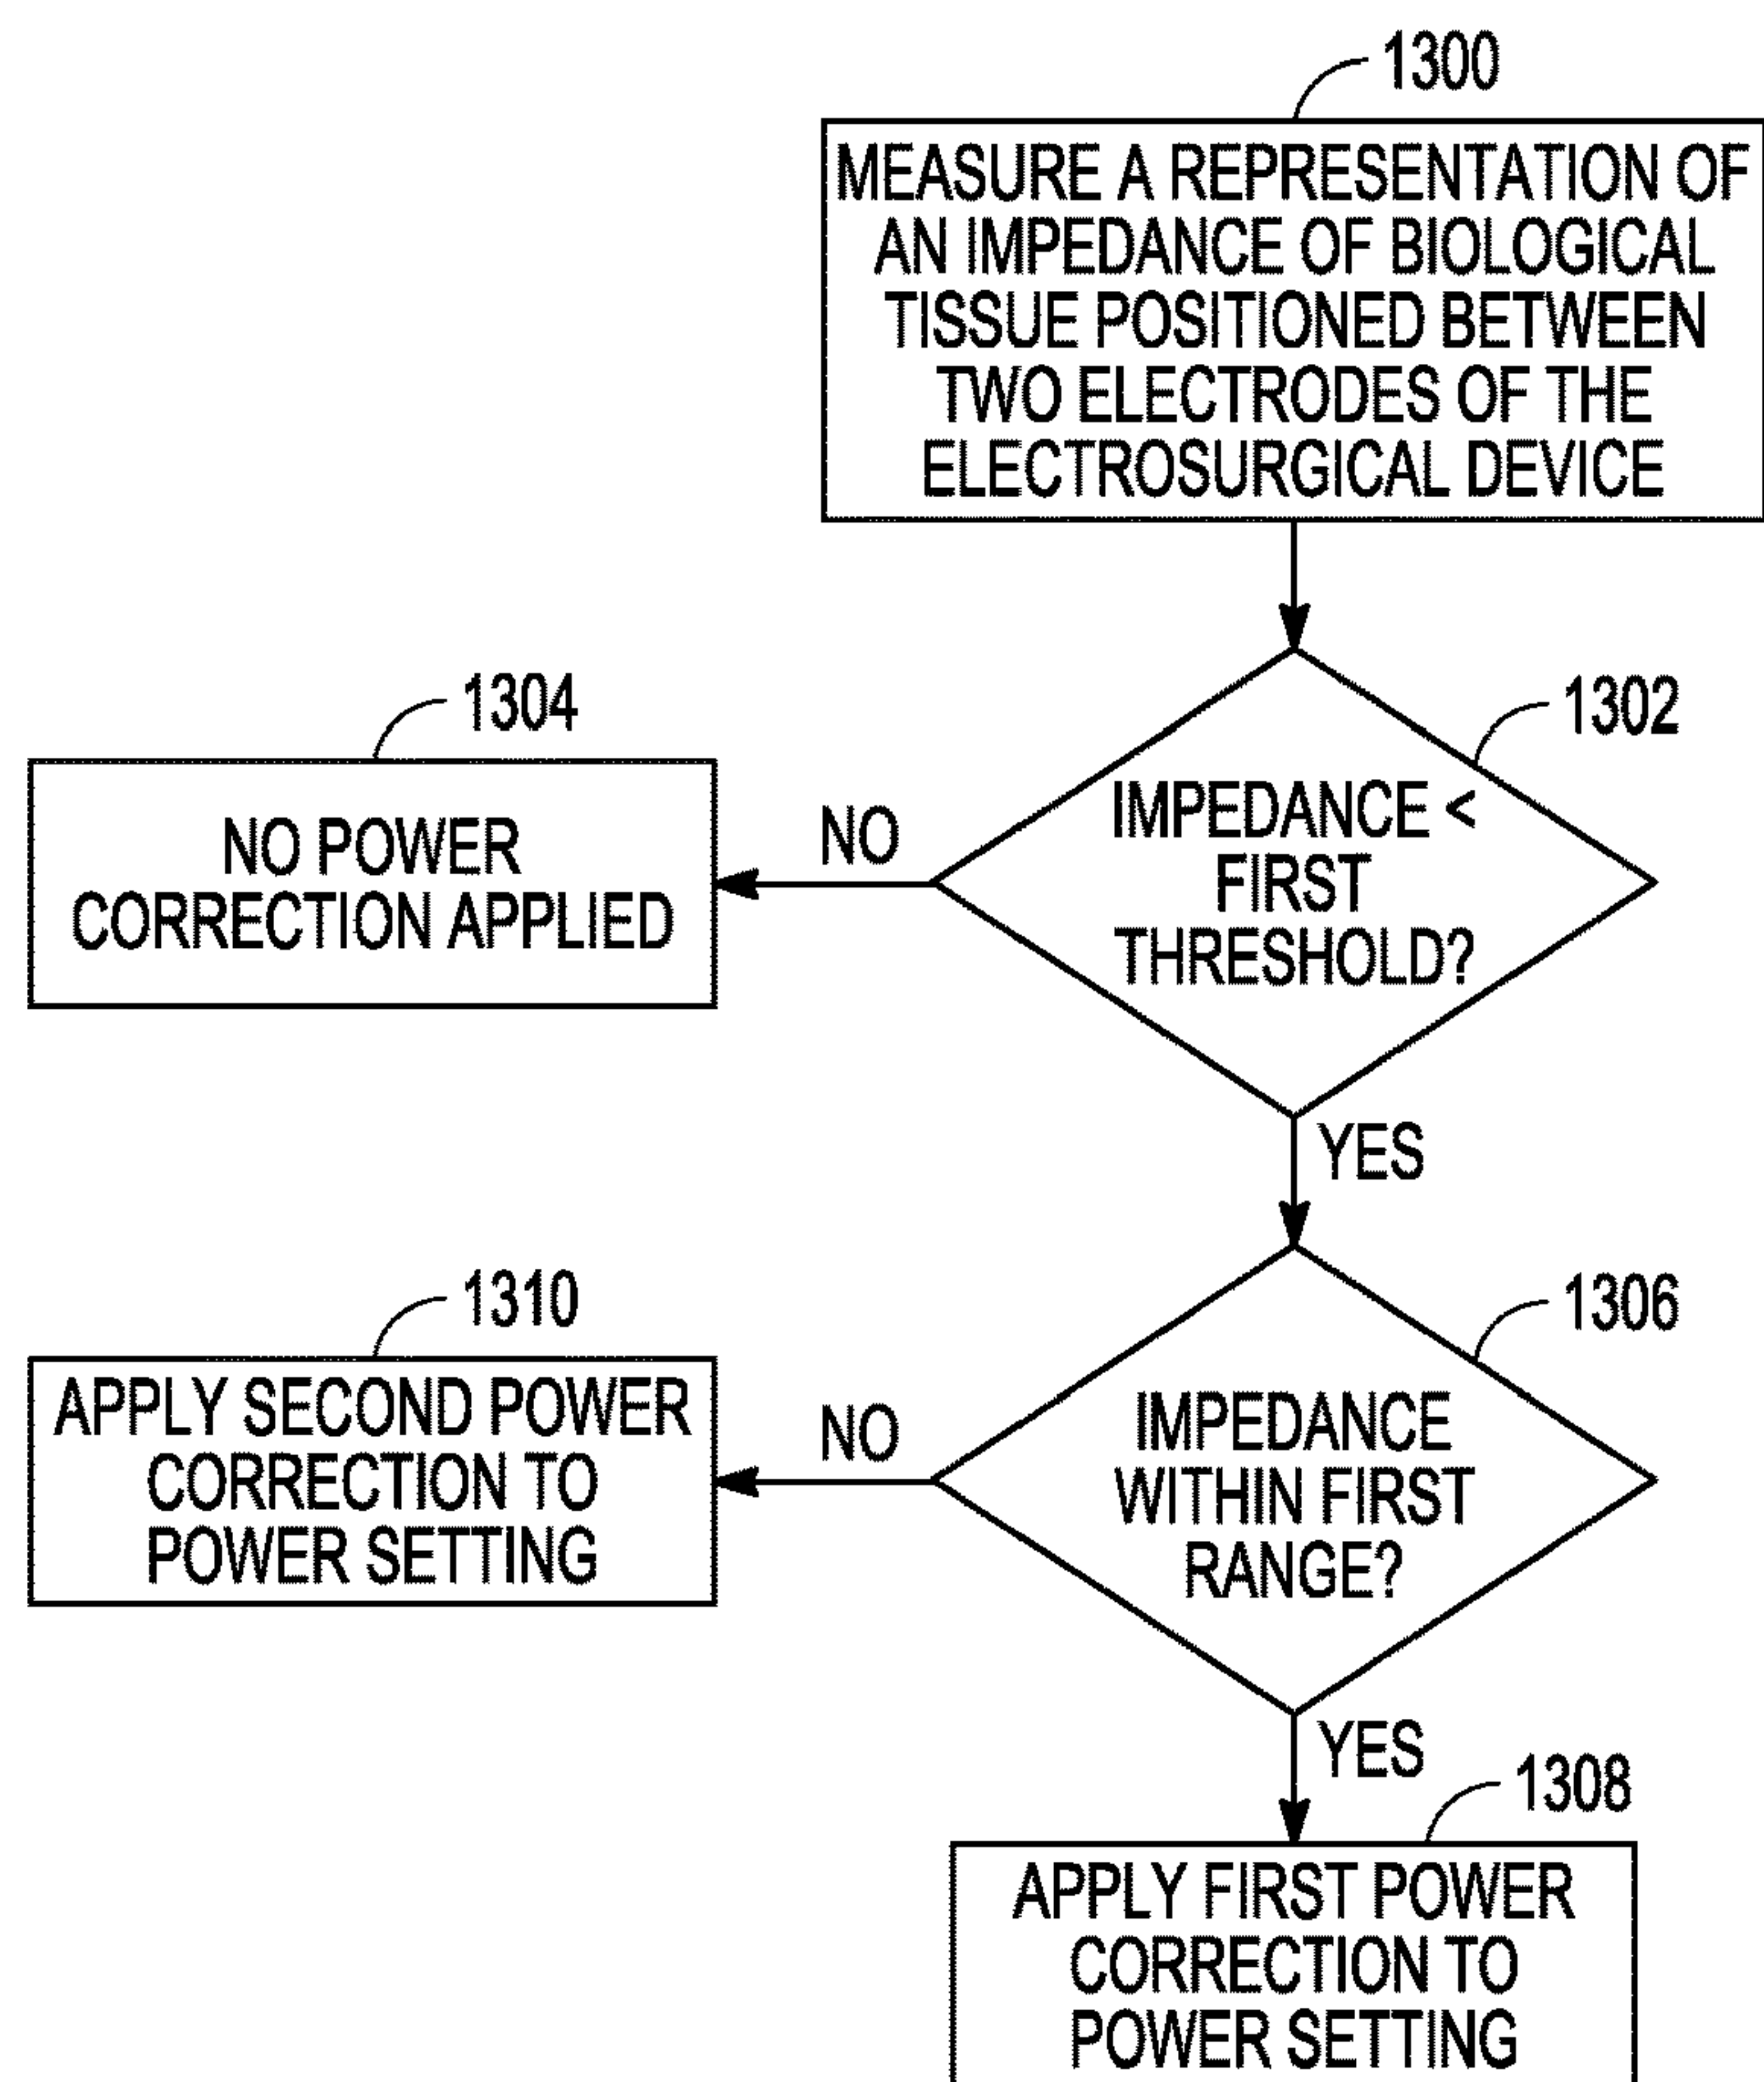 1300
MEASURE A REPRESENTATION OF
AN IMPEDANCE OF BIOLOGICAL
TISSUE POSITIONED BETWEEN
TWO ELECTRODES OF THE
ELECTROSURGICAL DEVICE
1302
IMPEDANCE <
FIRST
THRESHOLD?
NO
1304
NO POWER
CORRECTION APPLIED
YES
1306
IMPEDANCE
WITHIN FIRST
RANGE?
NO
1310
APPLY SECOND POWER
CORRECTION TO
POWER SETTING
YES
1308
APPLY FIRST POWER
CORRECTION TO
POWER SETTING